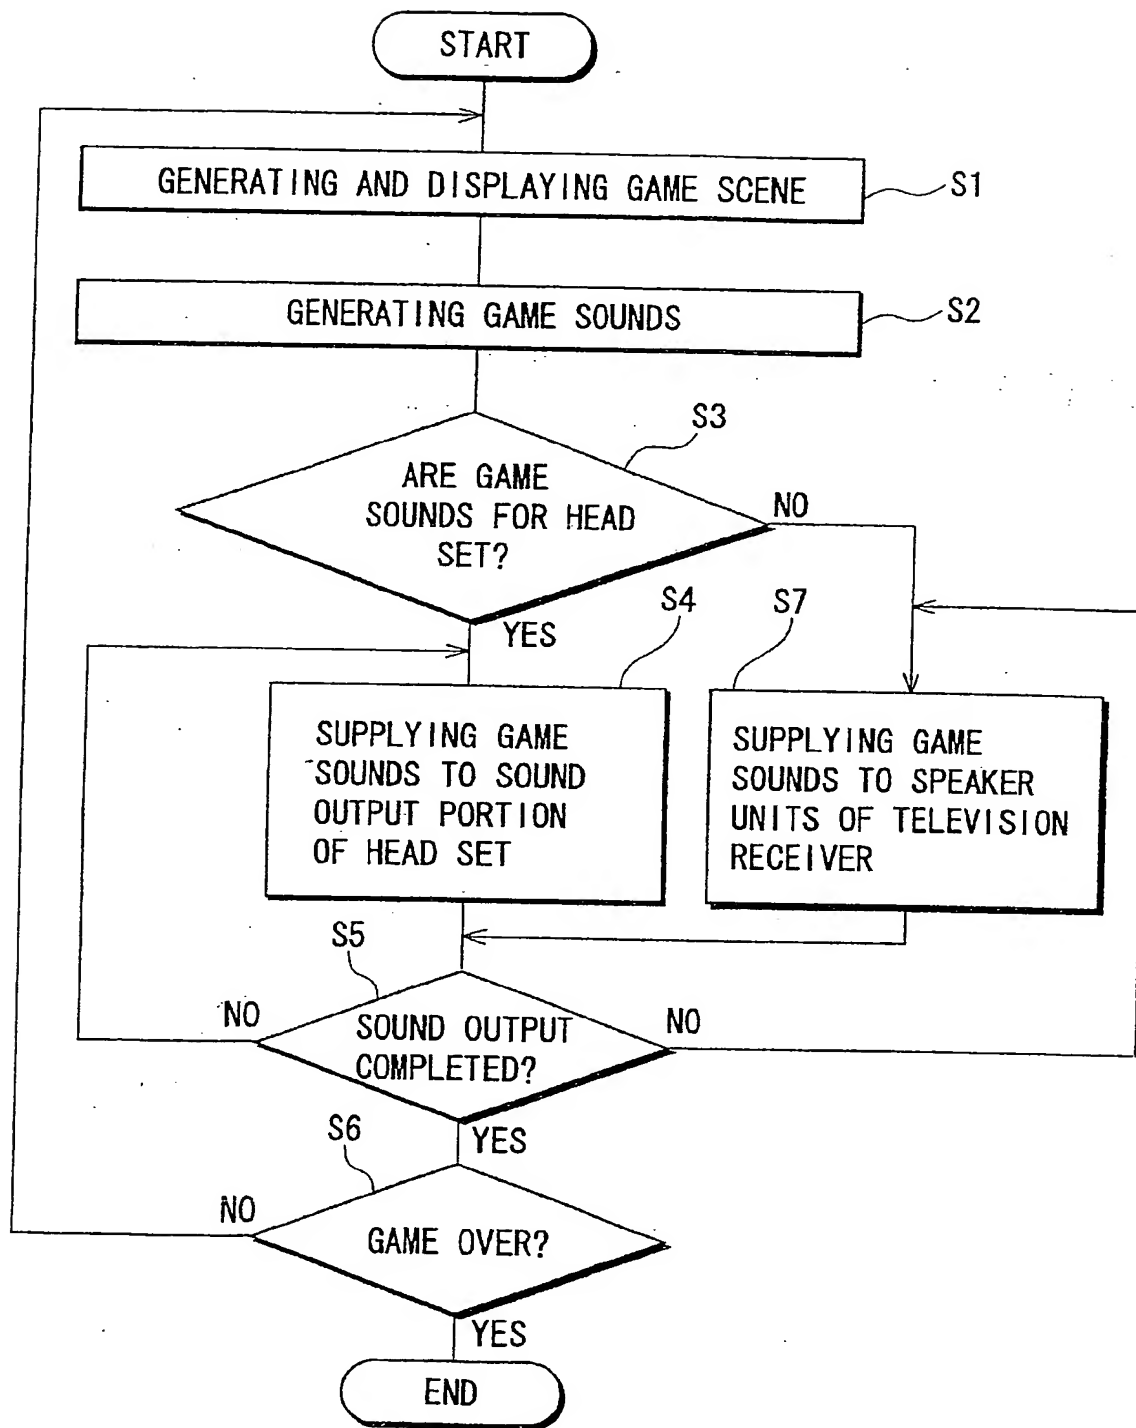 START
GENERATING AND DISPLAYING GAME SCENE
S1
GENERATING GAME SOUNDS
S2
S3
ARE GAME
SOUNDS FOR HEAD
SET?
NO
YES
S4
S7
SUPPLYING GAME
SOUNDS TO SOUND
OUTPUT PORTION
OF HEAD SET
SUPPLYING GAME
SOUNDS TO SPEAKER
UNITS OF TELEVISION
RECEIVER
S5
NO
SOUND OUTPUT
COMPLETED?
NO
YES
S6
NO
GAME OVER?
YES
END